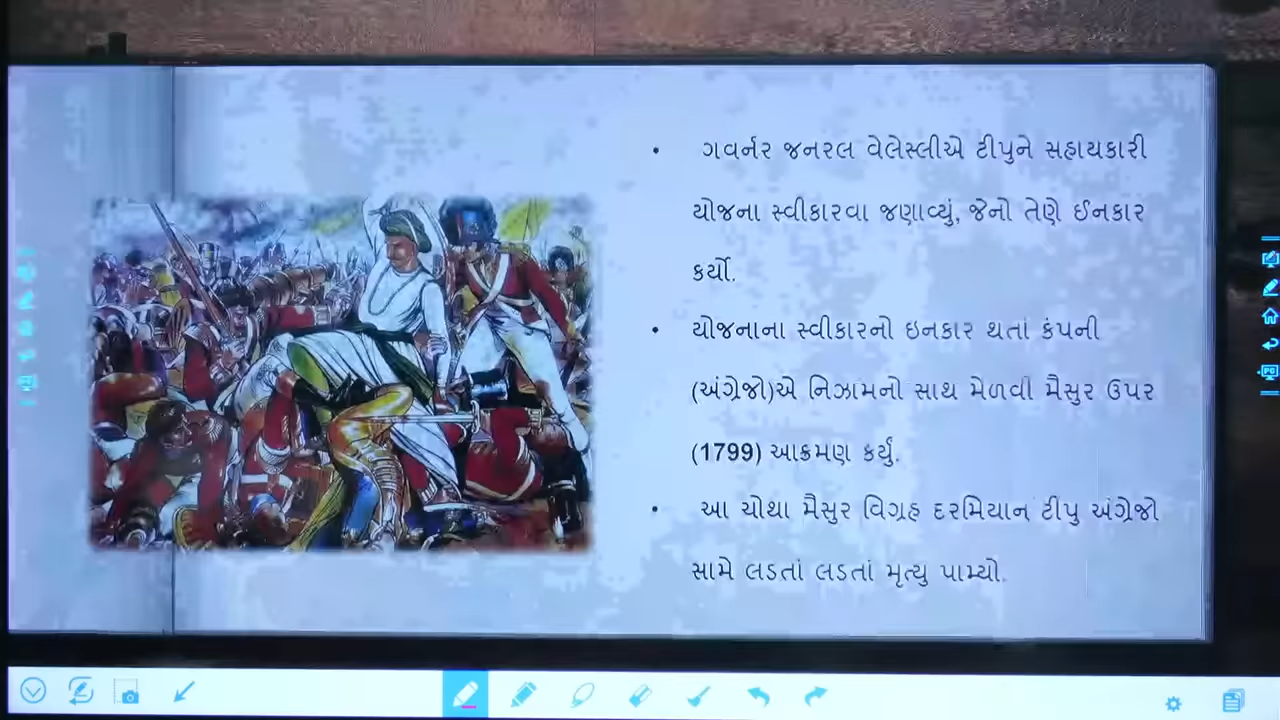 • ગવર્નર જનરલ વેલેસ્લીએ ટીપુને સહાયકારી
યોજના સ્વીકારવા જણાવ્યું, જેનો તેણે ઈનકાર
કર્યો.
• યોજનાના સ્વીકારનો ઇનકાર થતાં કંપની
(અંગ્રેજો)એ નિઝામનો સાથ મેળવી મૈસુર ઉપર
(1799) આક્રમણ કર્યું.
• આ ચોથા મૈસુર વિગ્રહ દરમિયાન ટીપુ અંગ્રેજો
સામે લડતાં લડતાં મૃત્યુ પામ્યો.
PC